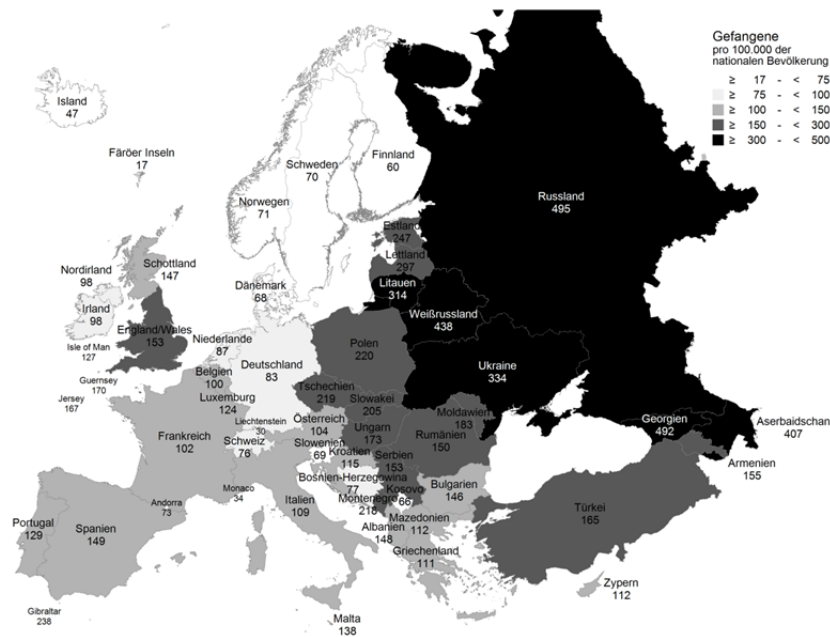 Gefangene
pro 100.000 der
nationalen Bevölkerung
≥ 17 - < 75
≥ 75 - < 100
≥ 100 - < 150
≥ 150 - < 300
≥ 300 - < 500
Island
47
Färöer Inseln
17
Schweden
70
Finnland
60
Norwegen
71
Russland
495
Estland
247
Lettland
297
Schottland
147
Nordirland
98
Dänemark
68
Litauen
314
Irland
98
Weißrussland
438
England/Wales
153
Isle of Man
127
Niederlande
87
Polen
220
Deutschland
83
Ukraine
334
Belgien
100
Guernsey
170
Tschechien
219
Jersey
167
Luxemburg
124
Slowakei
205
Moldawien
183
Liechtenstein
30
Österreich
104
Georgien
492
Aserbaidschan
407
Ungarn
173
Frankreich
102
Schweiz
76
Slowenien
69
Rumänien
150
Kroatien
115
Serbien
153
Armenien
155
Bosnien-Herzegowina
77
Bulgarien
146
Monaco
34
Kosovo
66
Andorra
73
Montenegro
218
Italien
109
Türkei
165
Portugal
129
Spanien
149
Mazedonien
112
Albanien
148
Griechenland
111
Zypern
112
Gibraltar
238
Malta
138